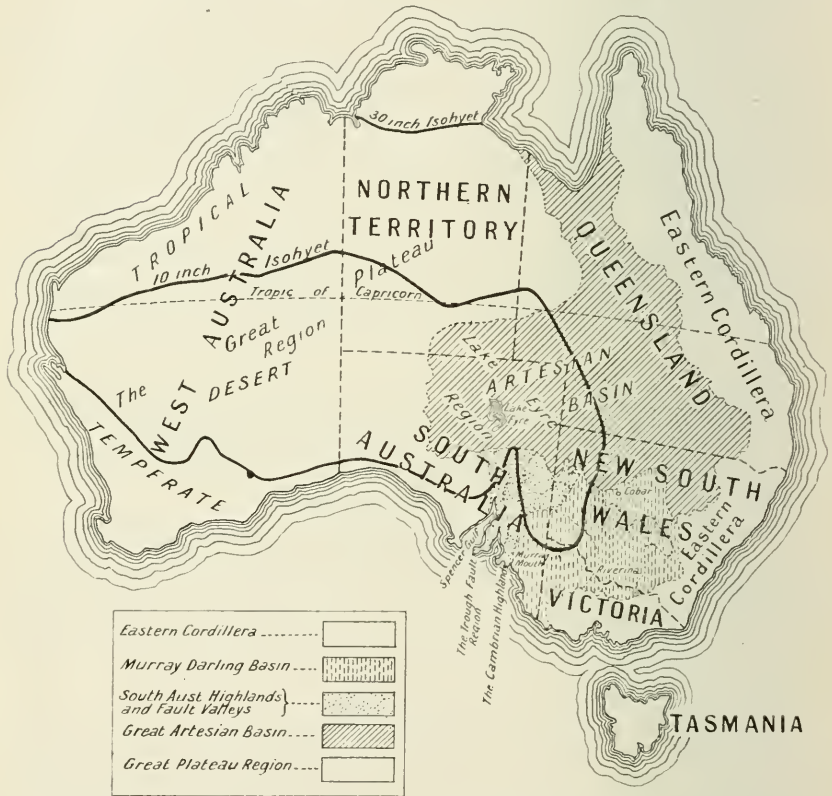 30 inch Isohyet
NORTHERN
TERRITORY
TROPICAL
10 inch Isohyet
Plateau
Tropic of Capricorn
WEST AUSTRALIA
The Great Region
DESERT
TEMPERATE
QUEENSLAND
Eastern Cordillera
ARTESIAN
BASIN
Lake Eyre
Region
Lake
Eyre
SOUTH
AUSTRALIA
NEW SOUTH
WALES
Cobar
Eastern
Cordillera
Murray
Mouth
Riverina
VICTORIA
Spencer
The Trough Fault
Region
The Cambrian Highland
TASMANIA
Eastern Cordillera
Murray Darling Basin
South Aust Highlands
and Fault Valleys
Great Artesian Basin
Great Plateau Region